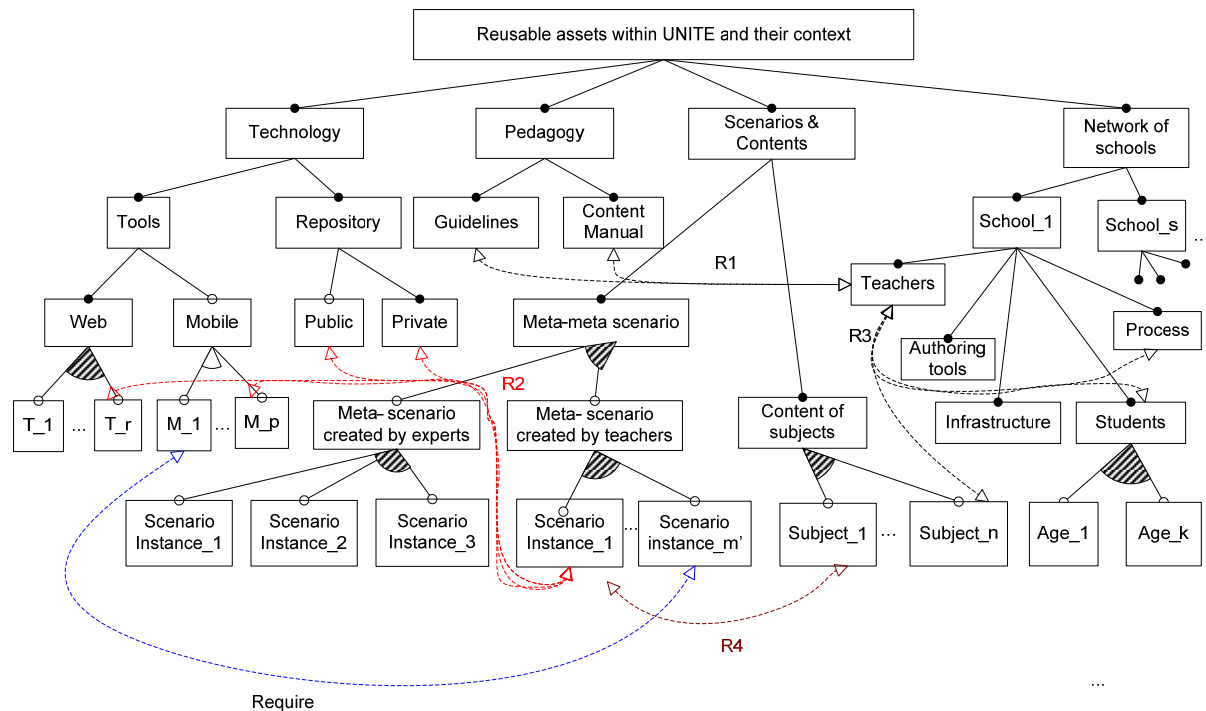 Reusable assets within UNITE and their context
Technology
Pedagogy
Scenarios &
Contents
Network of
schools
Tools
Repository
Guidelines
Content
Manual
School_1
School_s
..
R1
Teachers
Web
Mobile
Public
Private
Meta-meta scenario
R3
Process
Authoring
tools
R2
T_1
...
T_r
M_1
...
M_p
Meta- scenario
created by experts
Meta- scenario
created by teachers
Content of
subjects
Infrastructure
Students
Scenario
Instance_1
Scenario
Instance_2
Scenario
Instance_3
Scenario
Instance_1
...
Scenario
instance_m’
Subject_1
...
Subject_n
Age_1
Age_k
R4
Require
...